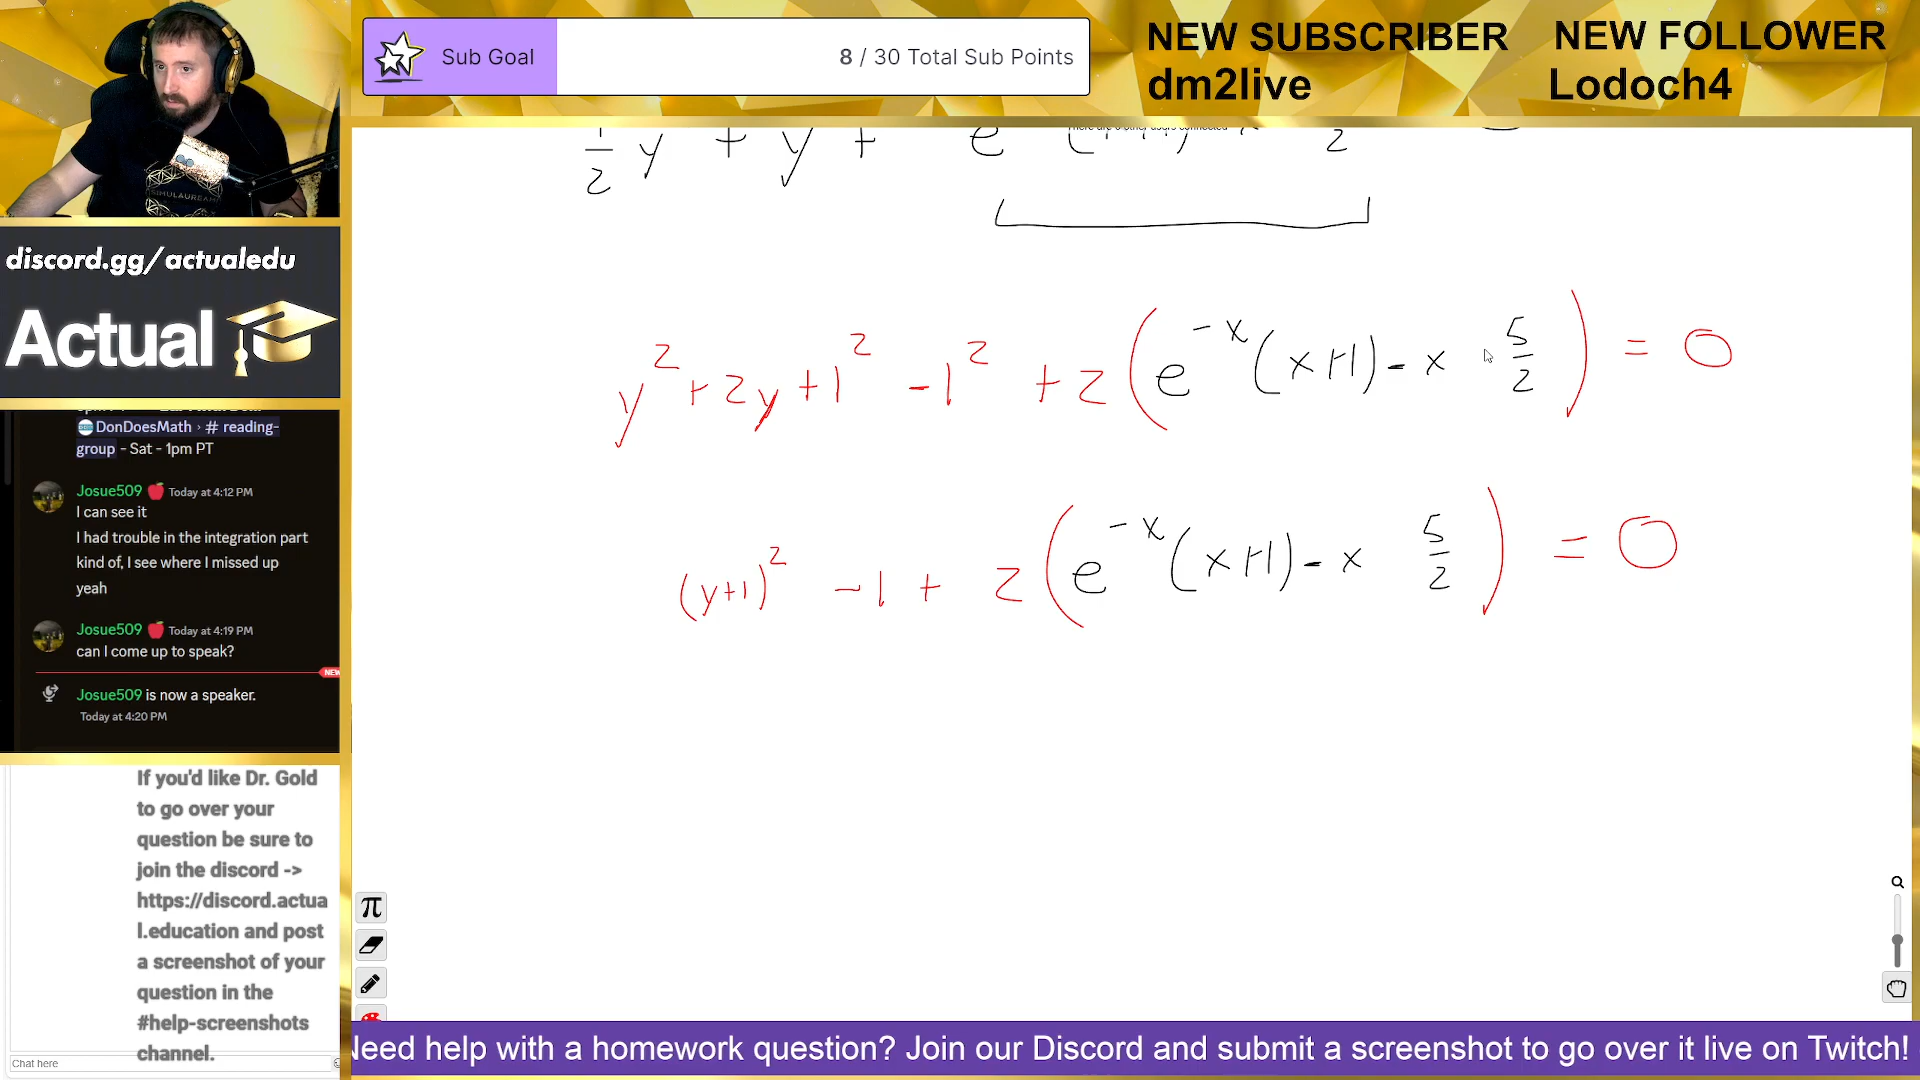 Sub Goal
8 / 30 Total Sub Points
NEW SUBSCRIBER
dm2live
NEW FOLLOWER
Lodoch4
1/2 y + y + e
2
y² + 2y + 1² - 1² + 2(e^-x (x+1) - x 5/2) = 0
(y+1)² - 1 + 2(e^-x (x+1) - x 5/2) = 0
SIMULAUREAM
discord.gg/actualedu
Actual
DonDoesMath › # reading-
group - Sat - 1pm PT
Josue509 Today at 4:12 PM
I can see it
I had trouble in the integration part
kind of, I see where I missed up
yeah
Josue509 Today at 4:19 PM
can I come up to speak?
NEW
Josue509 is now a speaker.
Today at 4:20 PM
If you'd like Dr. Gold
to go over your
question be sure to
join the discord ->
https://discord.actua
l.education and post
a screenshot of your
question in the
#help-screenshots
channel.
Chat here
π
Need help with a homework question? Join our Discord and submit a screenshot to go over it live on Twitch!